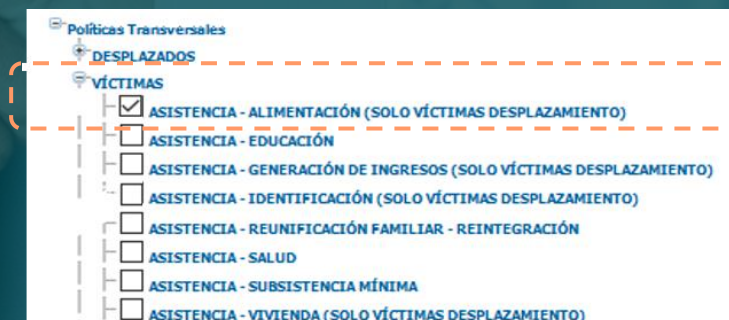 Políticas Transversales
DESPLAZADOS
VÍCTIMAS
ASISTENCIA - ALIMENTACIÓN (SOLO VÍCTIMAS DESPLAZAMIENTO)
ASISTENCIA - EDUCACIÓN
ASISTENCIA - GENERACIÓN DE INGRESOS (SOLO VÍCTIMAS DESPLAZAMIENTO)
ASISTENCIA - IDENTIFICACIÓN (SOLO VÍCTIMAS DESPLAZAMIENTO)
ASISTENCIA - REUNIFICACIÓN FAMILIAR - REINTEGRACIÓN
ASISTENCIA - SALUD
ASISTENCIA - SUBSISTENCIA MÍNIMA
ASISTENCIA - VIVIENDA (SOLO VÍCTIMAS DESPLAZAMIENTO)